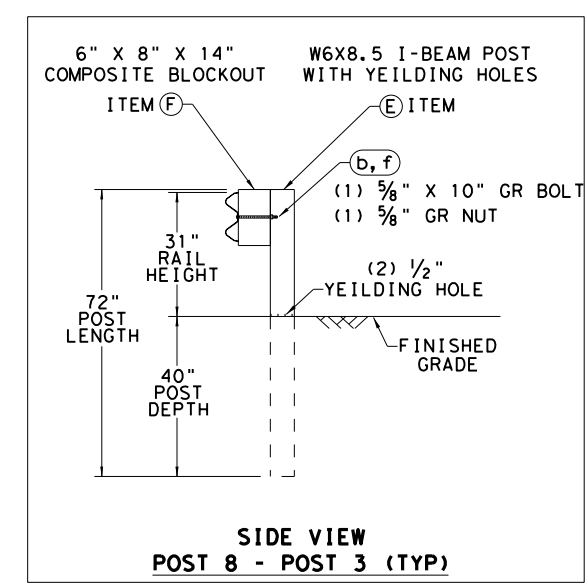 6" X 8" X 14"
COMPOSITE BLOCKOUT
ITEM F
W6X8.5 I-BEAM POST
WITH YEILDING HOLES
E ITEM
b, f
(1) 5/8" X 10" GR BOLT
(1) 5/8" GR NUT
31"
RAIL
HEIGHT
(2) 1/2"
YEILDING HOLE
72"
POST
LENGTH
FINISHED
GRADE
40"
POST
DEPTH
SIDE VIEW
POST 8 - POST 3 (TYP)